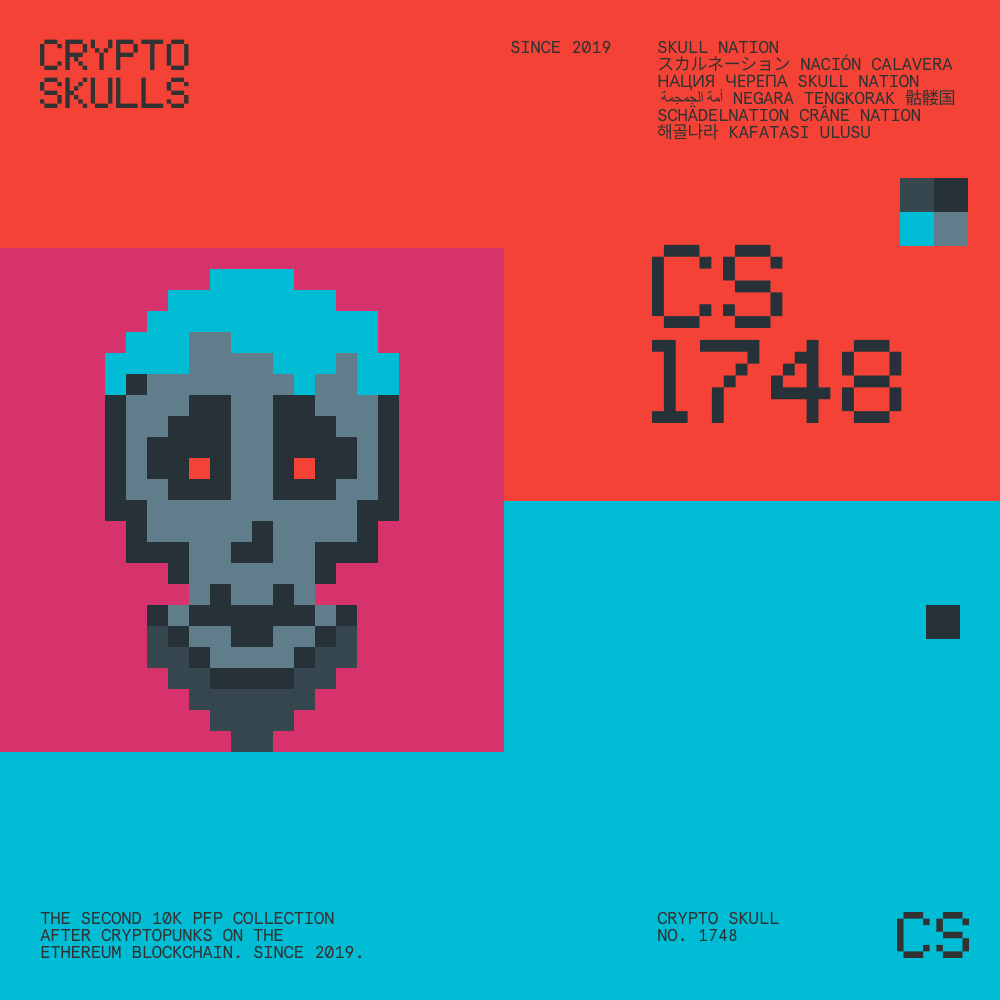 CRYPTO
SKULLS
SINCE 2019
SKULL NATION
スカルネーション NACIÓN CALAVERA
НАЦИЯ ЧЕРЕПА SKULL NATION
أمة الجمجمة NEGARA TENGKORAK 骷髅国
SCHÄDELNATION CRÂNE NATION
해골나라 KAFATASI ULUSU
CS
1748
THE SECOND 10K PFP COLLECTION
AFTER CRYPTOPUNKS ON THE
ETHEREUM BLOCKCHAIN. SINCE 2019.
CRYPTO SKULL
NO. 1748
CS